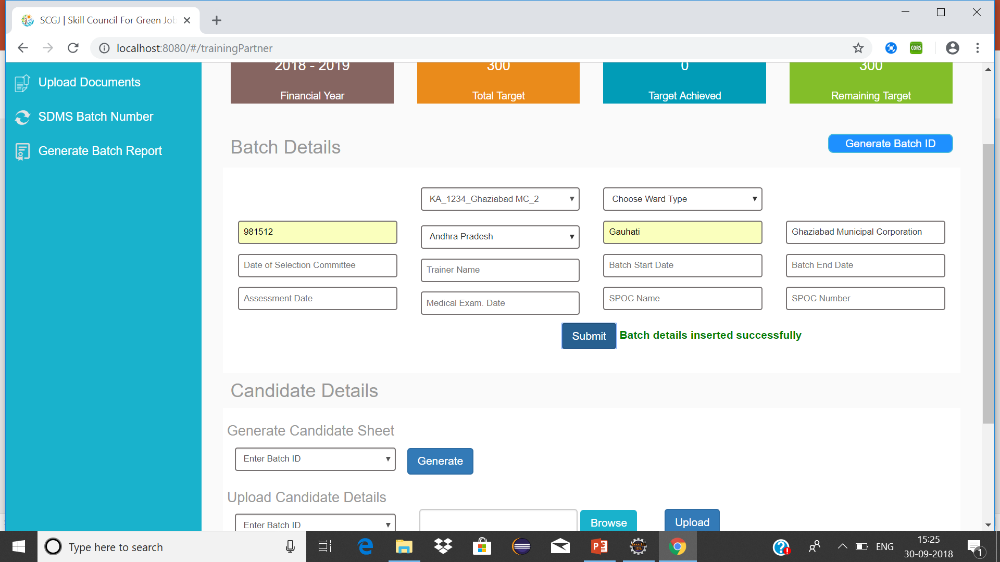 SCGJ | Skill Council For Green Job
localhost:8080/#/trainingPartner
CORS
Upload Documents
SDMS Batch Number
Generate Batch Report
2018 - 2019
Financial Year
300
Total Target
0
Target Achieved
300
Remaining Target
Batch Details
Generate Batch ID
KA_1234_Ghaziabad MC_2
Choose Ward Type
981512
Andhra Pradesh
Gauhati
Ghaziabad Municipal Corporation
Date of Selection Committee
Trainer Name
Batch Start Date
Batch End Date
Assessment Date
Medical Exam. Date
SPOC Name
SPOC Number
Submit
Batch details inserted successfully
Candidate Details
Generate Candidate Sheet
Enter Batch ID
Generate
Upload Candidate Details
Enter Batch ID
Browse
Upload
Type here to search
Java EE
IDE
ENG
15:25
30-09-2018
1